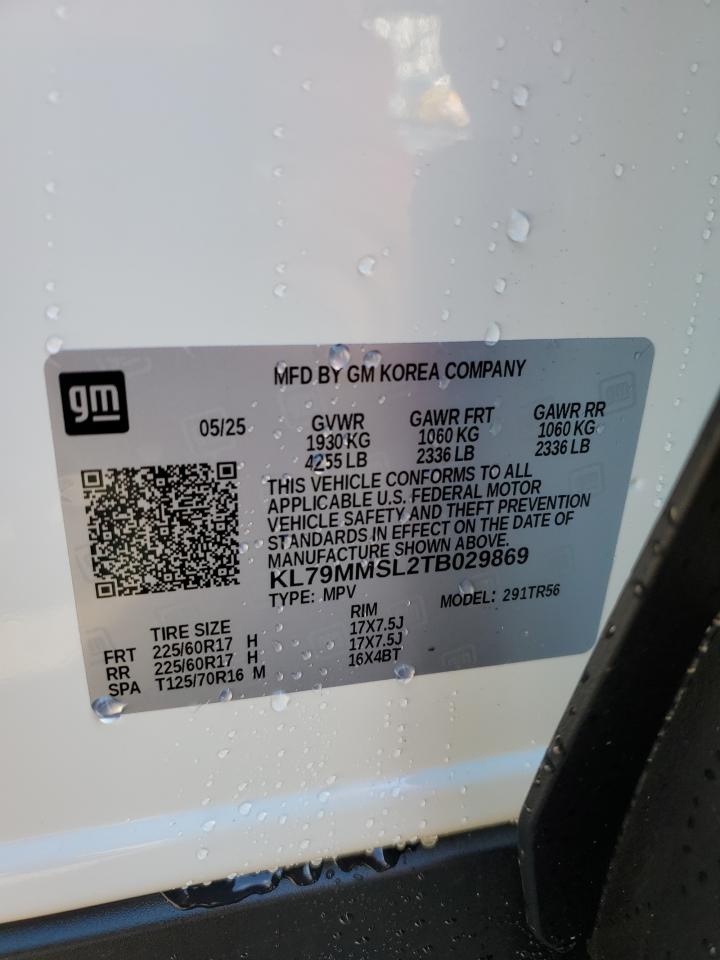 MFD BY GM KOREA COMPANY
gm
05/25 GVWR GAWR FRT GAWR RR
1930 KG 1060 KG 1060 KG
4255 LB 2336 LB 2336 LB
THIS VEHICLE CONFORMS TO ALL
APPLICABLE U.S. FEDERAL MOTOR
VEHICLE SAFETY AND THEFT PREVENTION
STANDARDS IN EFFECT ON THE DATE OF
MANUFACTURE SHOWN ABOVE.
KL79MMSL2TB029869
TYPE: MPV MODEL: 291TR56
TIRE SIZE RIM
FRT 225/60R17 H 17X7.5J
RR 225/60R17 H 17X7.5J
SPA T125/70R16 M 16X4BT